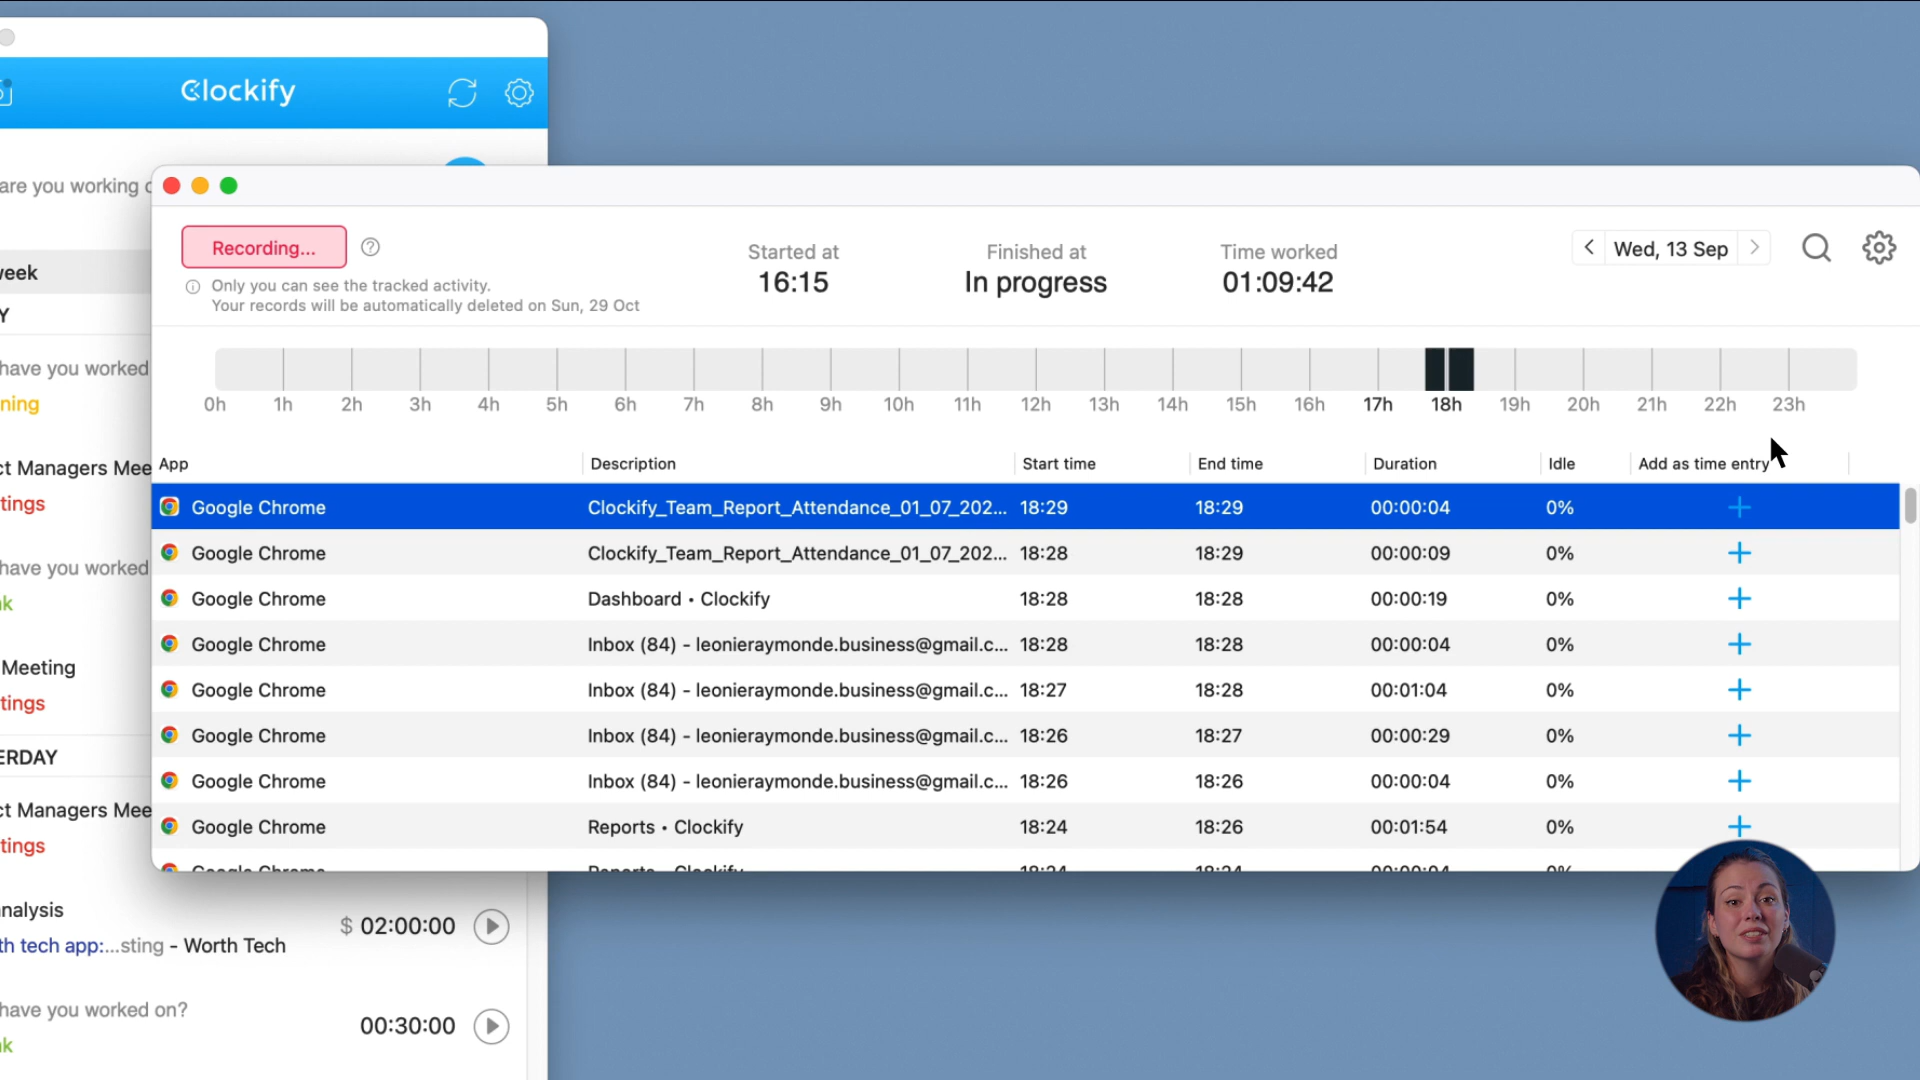 Clockify
are you working
Recording...
Only you can see the tracked activity.
Your records will be automatically deleted on Sun, 29 Oct
Started at
16:15
Finished at
In progress
Time worked
01:09:42
Wed, 13 Sep
0h 1h 2h 3h 4h 5h 6h 7h 8h 9h 10h 11h 12h 13h 14h 15h 16h 17h 18h 19h 20h 21h 22h 23h
App Description Start time End time Duration Idle Add as time entry
Google Chrome Clockify_Team_Report_Attendance_01_07_202... 18:29 18:29 00:00:04 0%
Google Chrome Clockify_Team_Report_Attendance_01_07_202... 18:28 18:29 00:00:09 0%
Google Chrome Dashboard • Clockify 18:28 18:28 00:00:19 0%
Google Chrome Inbox (84) - leonieraymonde.business@gmail.c... 18:28 18:28 00:00:04 0%
Google Chrome Inbox (84) - leonieraymonde.business@gmail.c... 18:27 18:28 00:01:04 0%
Google Chrome Inbox (84) - leonieraymonde.business@gmail.c... 18:26 18:27 00:00:29 0%
Google Chrome Inbox (84) - leonieraymonde.business@gmail.c... 18:26 18:26 00:00:04 0%
Google Chrome Reports • Clockify 18:24 18:26 00:01:54 0%
eek
Y
have you worked
ning
ct Managers Mee
tings
have you worked
k
Meeting
tings
ERDAY
ct Managers Mee
tings
nalysis
$ 02:00:00
th tech app:...sting - Worth Tech
have you worked on?
00:30:00
k